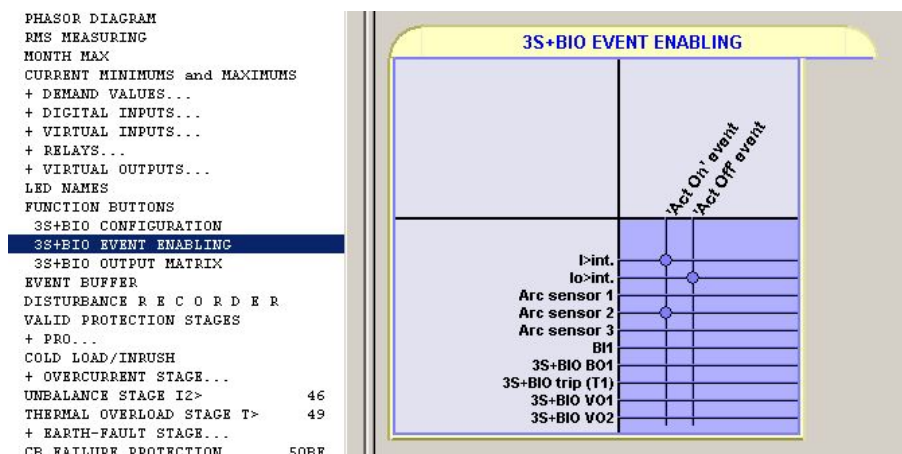 PHASOR DIAGRAM
RMS MEASURING
MONTH MAX
CURRENT MINIMUMS and MAXIMUMS
+ DEMAND VALUES...
+ DIGITAL INPUTS...
+ VIRTUAL INPUTS...
+ RELAYS...
+ VIRTUAL OUTPUTS...
LED NAMES
FUNCTION BUTTONS
3S+BIO CONFIGURATION
3S+BIO EVENT ENABLING
3S+BIO OUTPUT MATRIX
EVENT BUFFER
DISTURBANCE R E C O R D E R
VALID PROTECTION STAGES
+ PRO...
COLD LOAD/INRUSH
+ OVERCURRENT STAGE...
UNBALANCE STAGE I2> 46
THERMAL OVERLOAD STAGE T> 49
+ EARTH-FAULT STAGE...
CB FAILURE PROTECTION 50BF
3S+BIO EVENT ENABLING
'Act On' event
'Act Off' event
I>int.
Io>int.
Arc sensor 1
Arc sensor 2
Arc sensor 3
BI1
3S+BIO BO1
3S+BIO trip (T1)
3S+BIO VO1
3S+BIO VO2